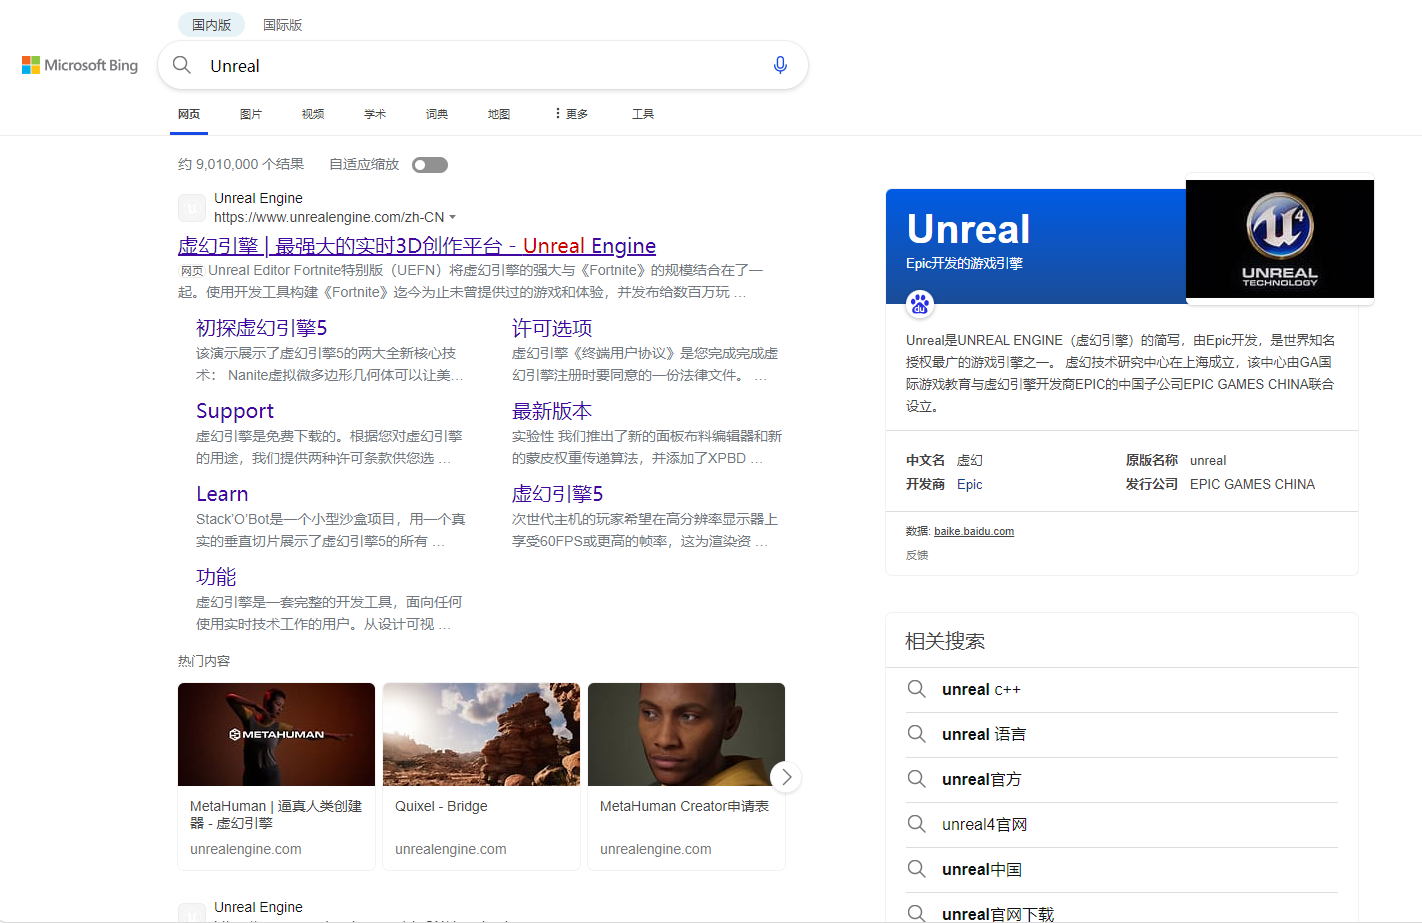 国内版 国际版
Microsoft Bing
Unreal
网页 图片 视频 学术 词典 地图 更多 工具
约 9,010,000 个结果 自适应缩放
Unreal Engine
https://www.unrealengine.com/zh-CN
虚幻引擎 | 最强大的实时3D创作平台 - Unreal Engine
网页 Unreal Editor Fortnite特别版（UEFN）将虚幻引擎的强大与《Fortnite》的规模结合在了一
起。使用开发工具构建《Fortnite》迄今为止未曾提供过的游戏和体验，并发布给数百万玩 ...
初探虚幻引擎5
该演示展示了虚幻引擎5的两大全新核心技
术： Nanite虚拟微多边形几何体可以让美...
许可选项
虚幻引擎《终端用户协议》是您完成完成虚
幻引擎注册时要同意的一份法律文件。 ...
Support
虚幻引擎是免费下载的。根据您对虚幻引擎
的用途，我们提供两种许可条款供您选 ...
最新版本
实验性 我们推出了新的面板布料编辑器和新
的蒙皮权重传递算法，并添加了XPBD ...
Learn
Stack'O'Bot是一个小型沙盒项目，用一个真
实的垂直切片展示了虚幻引擎5的所有 ...
虚幻引擎5
次世代主机的玩家希望在高分辨率显示器上
享受60FPS或更高的帧率，这为渲染资 ...
功能
虚幻引擎是一套完整的开发工具，面向任何
使用实时技术工作的用户。从设计可视 ...
热门内容
METAHUMAN
MetaHuman | 逼真人类创建
器 - 虚幻引擎
unrealengine.com
Quixel - Bridge
unrealengine.com
MetaHuman Creator申请表
unrealengine.com
Unreal Engine
Unreal
Epic开发的游戏引擎
4
UNREAL
TECHNOLOGY
du
Unreal是UNREAL ENGINE（虚幻引擎）的简写，由Epic开发，是世界知名
授权最广的游戏引擎之一。 虚幻技术研究中心在上海成立，该中心由GA国
际游戏教育与虚幻引擎开发商EPIC的中国子公司EPIC GAMES CHINA联合
设立。
中文名 虚幻 原版名称 unreal
开发商 Epic 发行公司 EPIC GAMES CHINA
数据: baike.baidu.com
反馈
相关搜索
unreal c++
unreal 语言
unreal官方
unreal4官网
unreal中国
unreal官网下载